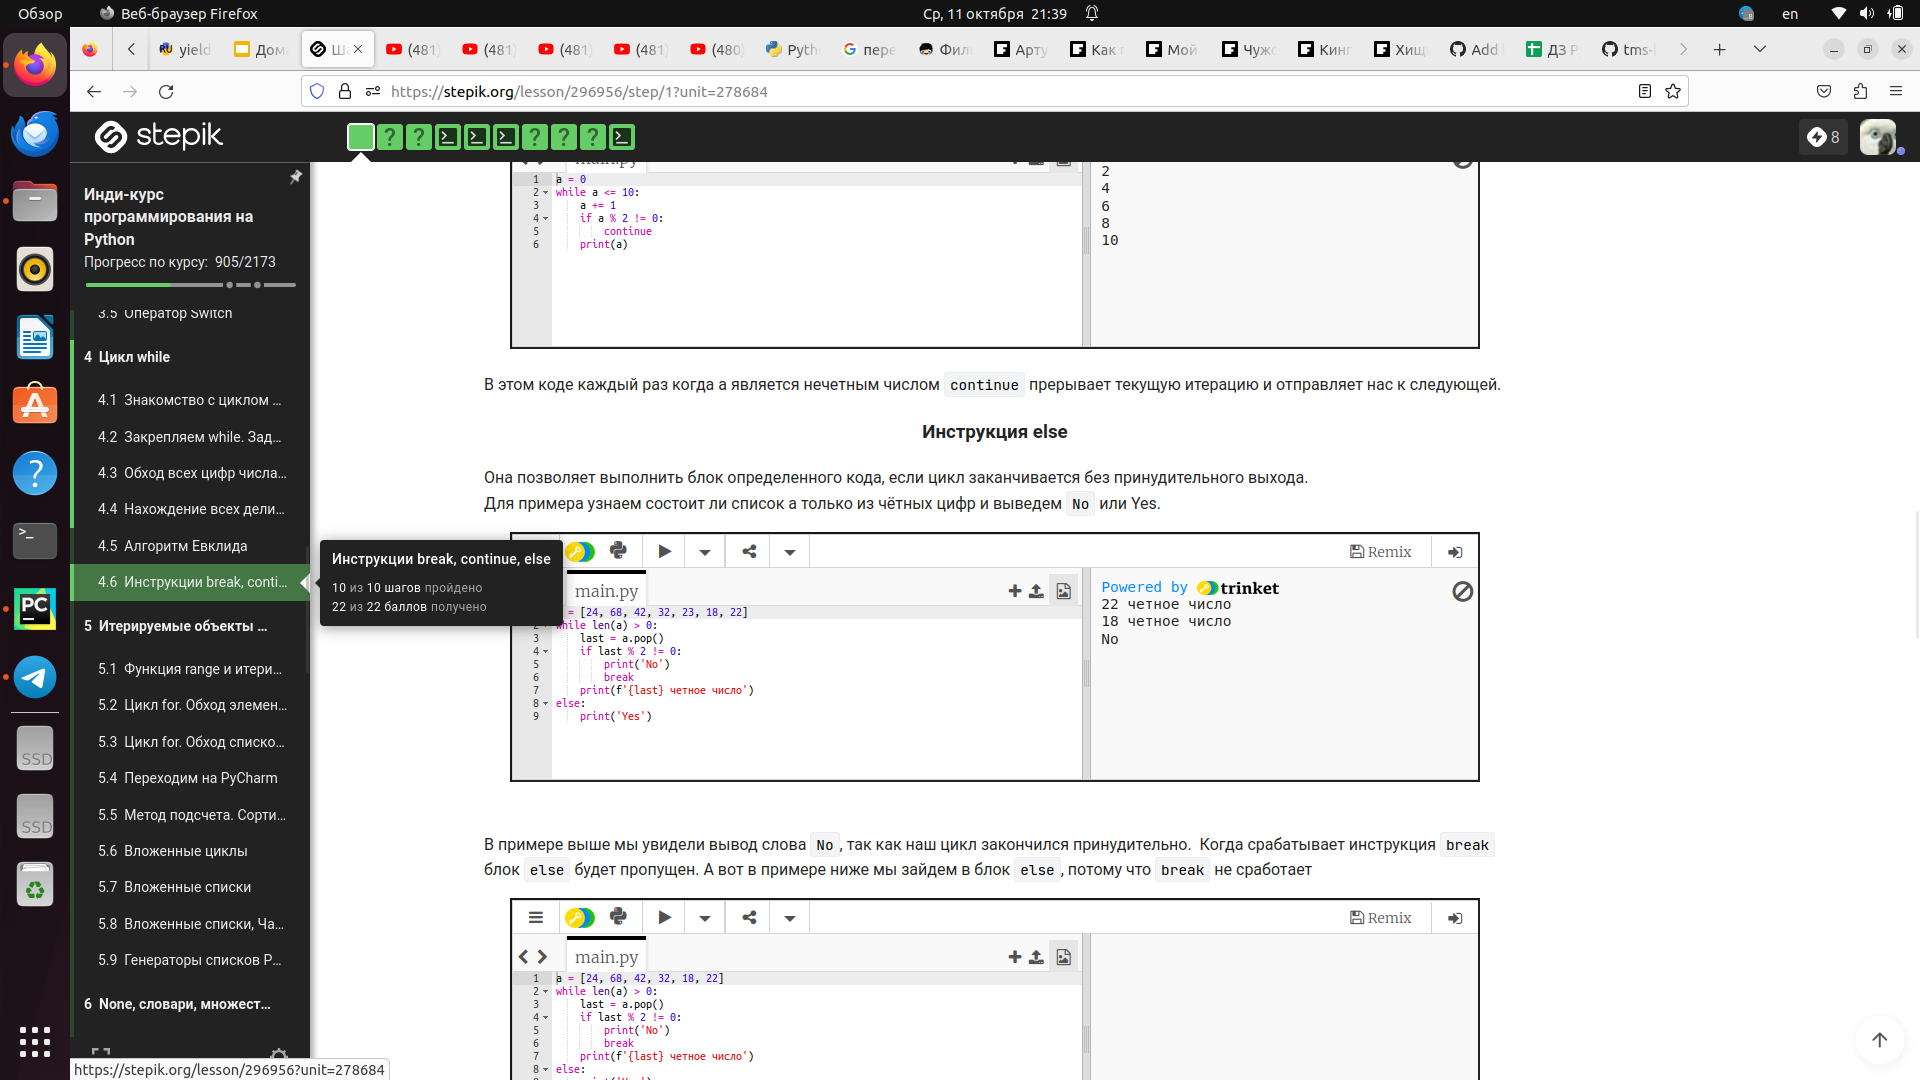 Обзор
Веб-браузер Firefox
Ср, 11 октября 21:39
en
yield
Дом
Ша
(481)
(481)
(481)
(481)
(480)
Pyth
пере
Фил
Арту
Как
Мой
Чуж
Кинг
Хищ
Add
ДЗ Р
tms-
https://stepik.org/lesson/296956/step/1?unit=278684
stepik
8
Инди-курс
программирования на
Python
Прогресс по курсу: 905/2173
3.5 Оператор Switch
4 Цикл while
4.1 Знакомство с циклом ...
4.2 Закрепляем while. Зад...
4.3 Обход всех цифр числа...
4.4 Нахождение всех дели...
4.5 Алгоритм Евклида
4.6 Инструкции break, conti...
5 Итерируемые объекты ...
5.1 Функция range и итери...
5.2 Цикл for. Обход элемен...
5.3 Цикл for. Обход списко...
5.4 Переходим на PyCharm
5.5 Метод подсчета. Сорти...
5.6 Вложенные циклы
5.7 Вложенные списки
5.8 Вложенные списки, Ча...
5.9 Генераторы списков P...
6 None, словари, множест...
Инструкции break, continue, else
10 из 10 шагов пройдено
22 из 22 баллов получено
main.py
1 a = 0
2 while a <= 10:
3 a += 1
4 if a % 2 != 0:
5 continue
6 print(a)
2
4
6
8
10
В этом коде каждый раз когда а является нечетным числом continue прерывает текущую итерацию и отправляет нас к следующей.
Инструкция else
Она позволяет выполнить блок определенного кода, если цикл заканчивается без принудительного выхода.
Для примера узнаем состоит ли список а только из чётных цифр и выведем No или Yes.
Remix
main.py
= [24, 68, 42, 32, 23, 18, 22]
2 while len(a) > 0:
3 last = a.pop()
4 if last % 2 != 0:
5 print('No')
6 break
7 print(f'{last} четное число')
8 else:
9 print('Yes')
Powered by trinket
22 четное число
18 четное число
No
В примере выше мы увидели вывод слова No , так как наш цикл закончился принудительно. Когда срабатывает инструкция break
блок else будет пропущен. А вот в примере ниже мы зайдем в блок else , потому что break не сработает
Remix
main.py
1 a = [24, 68, 42, 32, 18, 22]
2 while len(a) > 0:
3 last = a.pop()
4 if last % 2 != 0:
5 print('No')
6 break
7 print(f'{last} четное число')
8 else:
PC
SSD
SSD
https://stepik.org/lesson/296956?unit=278684